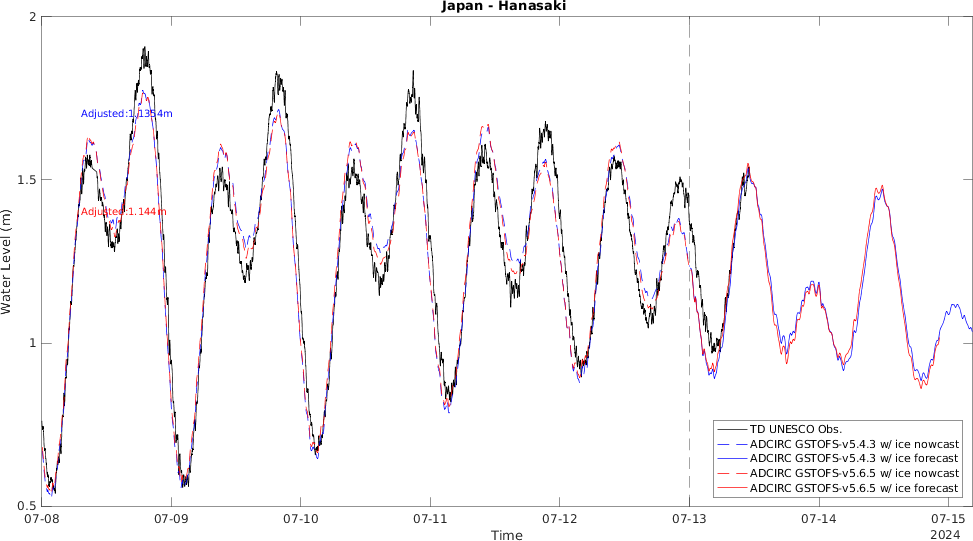 Japan - Hanasaki
2
1.5
1
0.5
Water Level (m)
Adjusted:1.1354m
Adjusted:1.144m
TD UNESCO Obs.
ADCIRC GSTOFS-v5.4.3 w/ ice nowcast
ADCIRC GSTOFS-v5.4.3 w/ ice forecast
ADCIRC GSTOFS-v5.6.5 w/ ice nowcast
ADCIRC GSTOFS-v5.6.5 w/ ice forecast
07-08 07-09 07-10 07-11 07-12 07-13 07-14 07-15
Time
2024